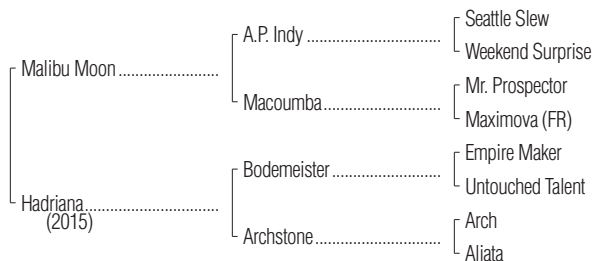 Seattle Slew
A.P. Indy
Weekend Surprise
Malibu Moon
Mr. Prospector
Macoumba
Maximova (FR)
Empire Maker
Bodemeister
Untouched Talent
Hadriana
(2015)
Arch
Archstone
Aliata